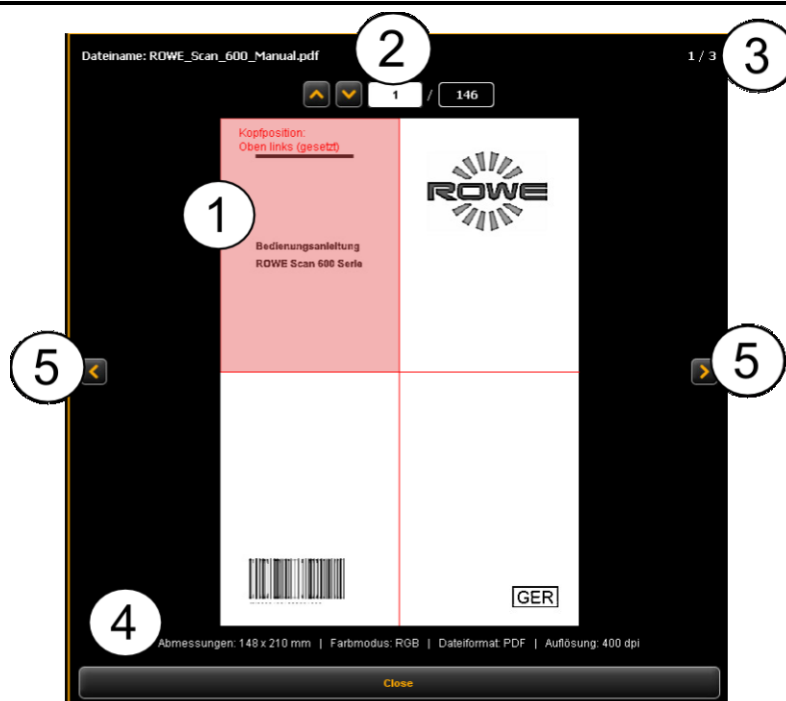 Dateiname: ROWE_Scan_600_Manual.pdf
2
1 / 3
3
1 / 146
Kopfposition:
Oben links (gesetzt)
ROWE
1
Bedienungsanleitung
ROWE Scan 600 Serie
5
5
GER
4
Abmessungen: 148 x 210 mm | Farbmodus: RGB | Dateiformat: PDF | Auflösung: 400 dpi
Close